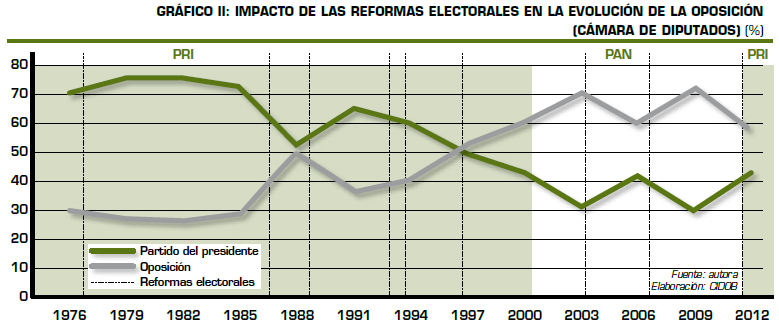 GRÁFICO II: IMPACTO DE LAS REFORMAS ELECTORALES EN LA EVOLUCIÓN DE LA OPOSICIÓN
(CÁMARA DE DIPUTADOS) (%)
PRI PAN PRI
80
70
60
50
40
30
20
10
0
Partido del presidente
Oposición
Reformas electorales
Fuente: autora
Elaboración: CIDOB
1976 1979 1982 1985 1988 1991 1994 1997 2000 2003 2006 2009 2012